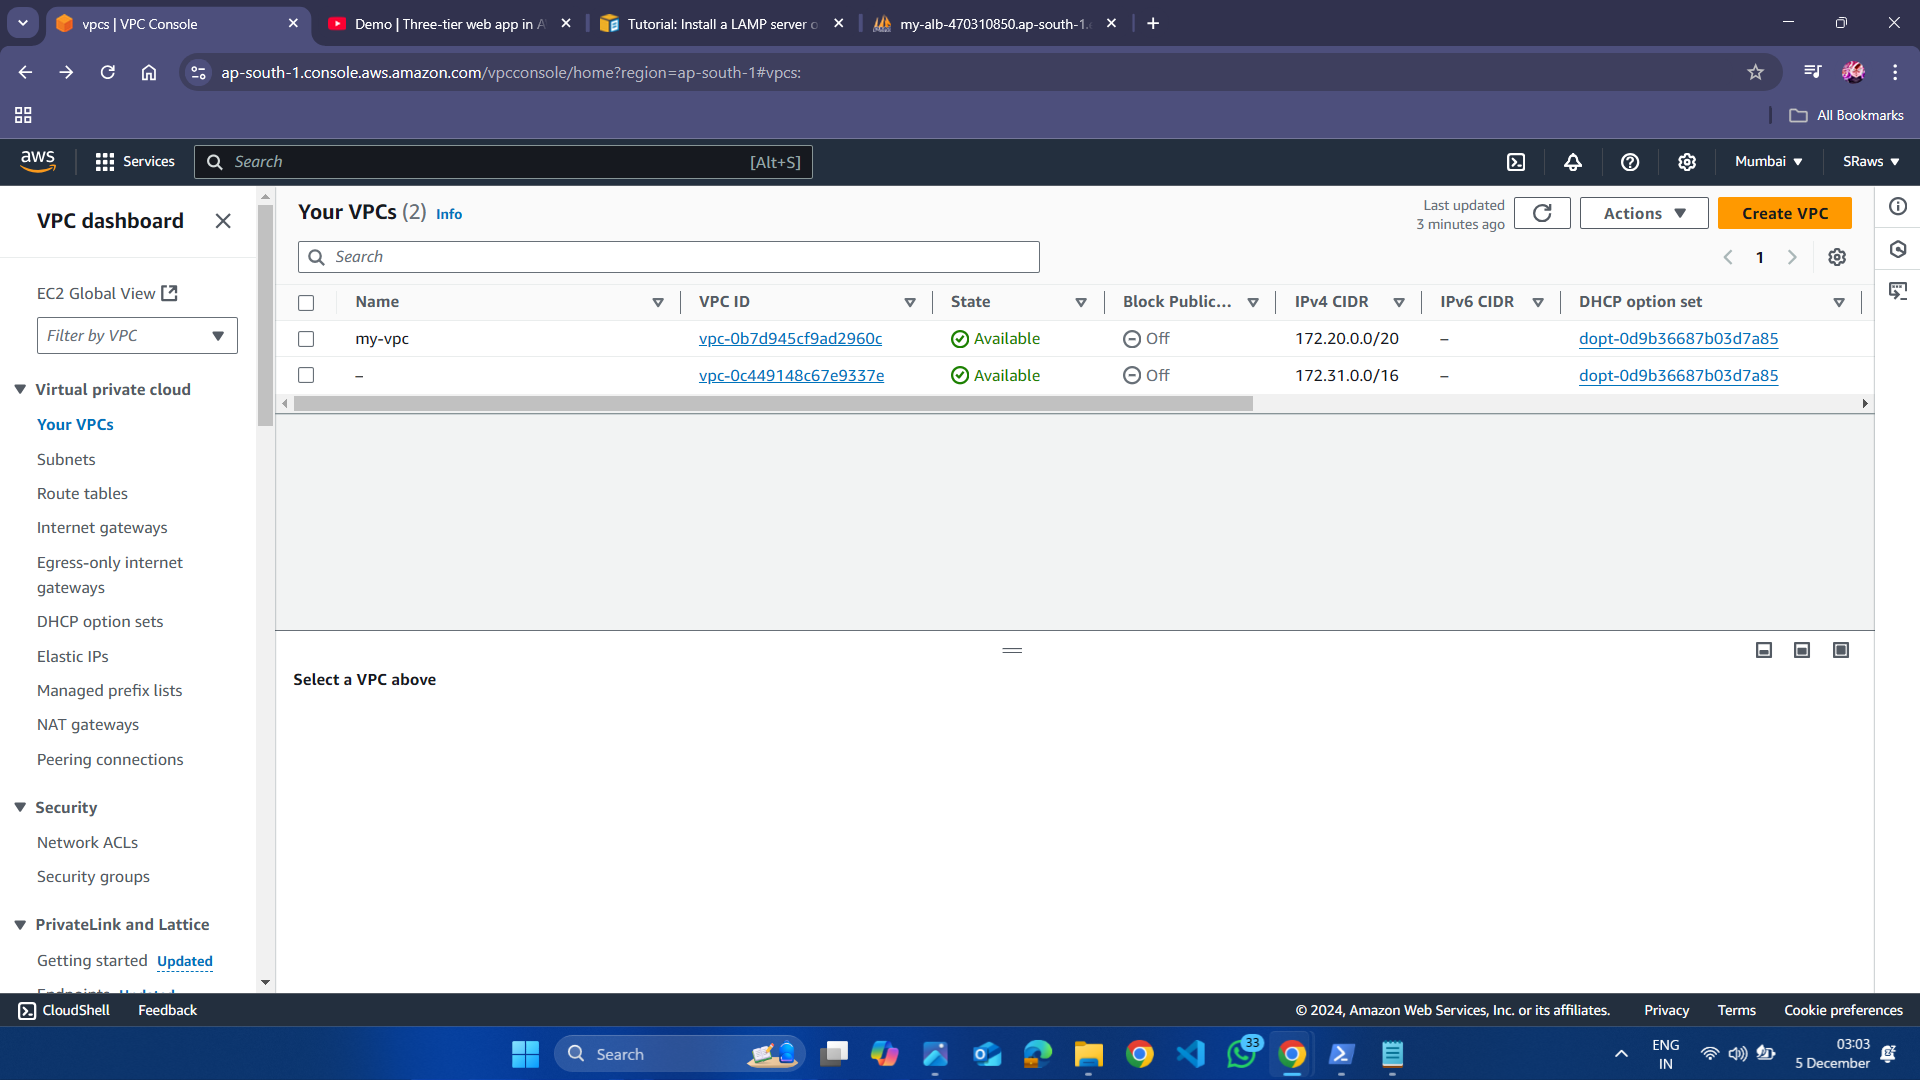 vpcs | VPC Console
Demo | Three-tier web app in A
Tutorial: Install a LAMP server o
my-alb-470310850.ap-south-1.
ap-south-1.console.aws.amazon.com/vpcconsole/home?region=ap-south-1#vpcs:
All Bookmarks
aws
Services
Search
[Alt+S]
Mumbai
SRaws
VPC dashboard
EC2 Global View
Filter by VPC
Virtual private cloud
Your VPCs
Subnets
Route tables
Internet gateways
Egress-only internet
gateways
DHCP option sets
Elastic IPs
Managed prefix lists
NAT gateways
Peering connections
Security
Network ACLs
Security groups
PrivateLink and Lattice
Getting started Updated
Endpoints Updated
Your VPCs (2) Info
Last updated
3 minutes ago
Actions
Create VPC
Search
1
Name VPC ID State Block Public... IPv4 CIDR IPv6 CIDR DHCP option set
my-vpc vpc-0b7d945cf9ad2960c Available Off 172.20.0.0/20 – dopt-0d9b36687b03d7a85
– vpc-0c449148c67e9337e Available Off 172.31.0.0/16 – dopt-0d9b36687b03d7a85
Select a VPC above
CloudShell
Feedback
© 2024, Amazon Web Services, Inc. or its affiliates.
Privacy
Terms
Cookie preferences
Search
33
ENG
IN
03:03
5 December